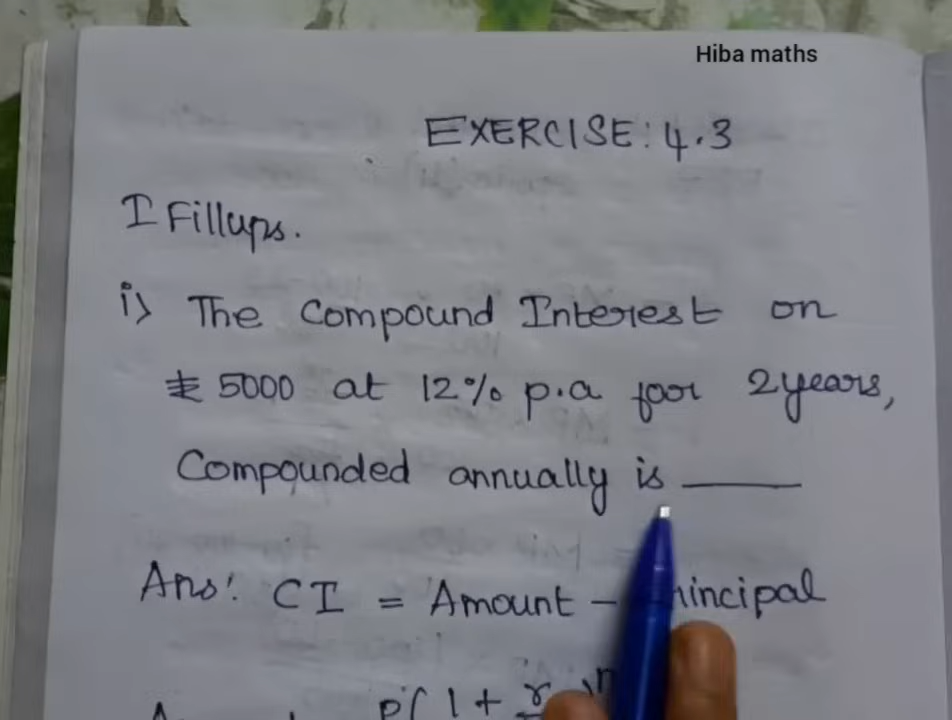 Hiba maths
EXERCISE: 4.3
I Fillups.
i) The Compound Interest on
₹ 5000 at 12% p.a for 2years,
Compounded annually is ____
Ans: CI = Amount –
P(1+ r n